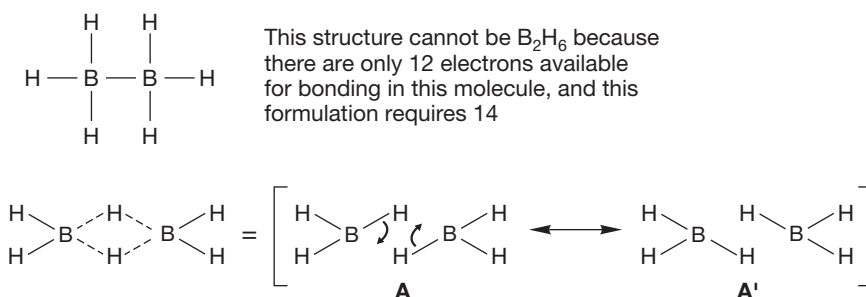 H H
H B B H
H H
This structure cannot be B₂H₆ because
there are only 12 electrons available
for bonding in this molecule, and this
formulation requires 14
H H H H H H H H H
B B = B B B B
H H H H H H H H H
A A'